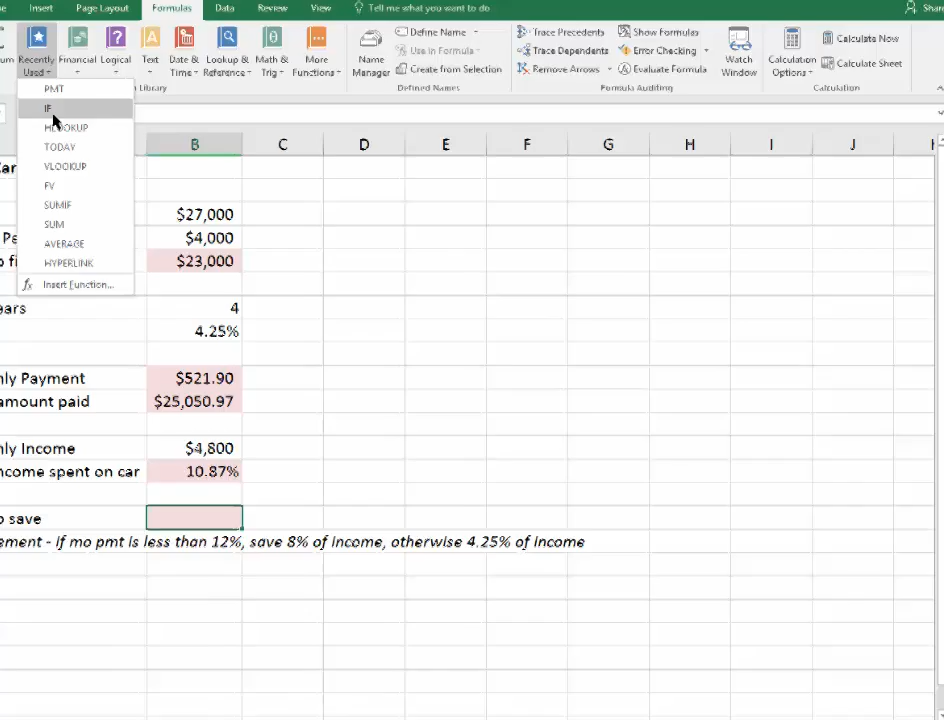 Insert Page Layout Formulas Data Review View Tell me what you want to do Share
Recently Used Financial Logical Text Date & Time Lookup & Reference Math & Trig More Functions Name Manager Define Name Use in Formula Create from Selection Trace Precedents Trace Dependents Remove Arrows Show Formulas Error Checking Evaluate Formula Watch Window Calculation Options Calculate Now Calculate Sheet
Library Defined Names Formula Auditing Calculation
PMT
IF
HLOOKUP
TODAY
VLOOKUP
FV
SUMIF
SUM
AVERAGE
HYPERLINK
fx Insert Function...
B C D E F G H I J
Car
$27,000
$4,000
$23,000
ears 4
4.25%
hly Payment $521.90
amount paid $25,050.97
hly Income $4,800
ncome spent on car 10.87%
o save
ement - If mo pmt is less than 12%, save 8% of income, otherwise 4.25% of income